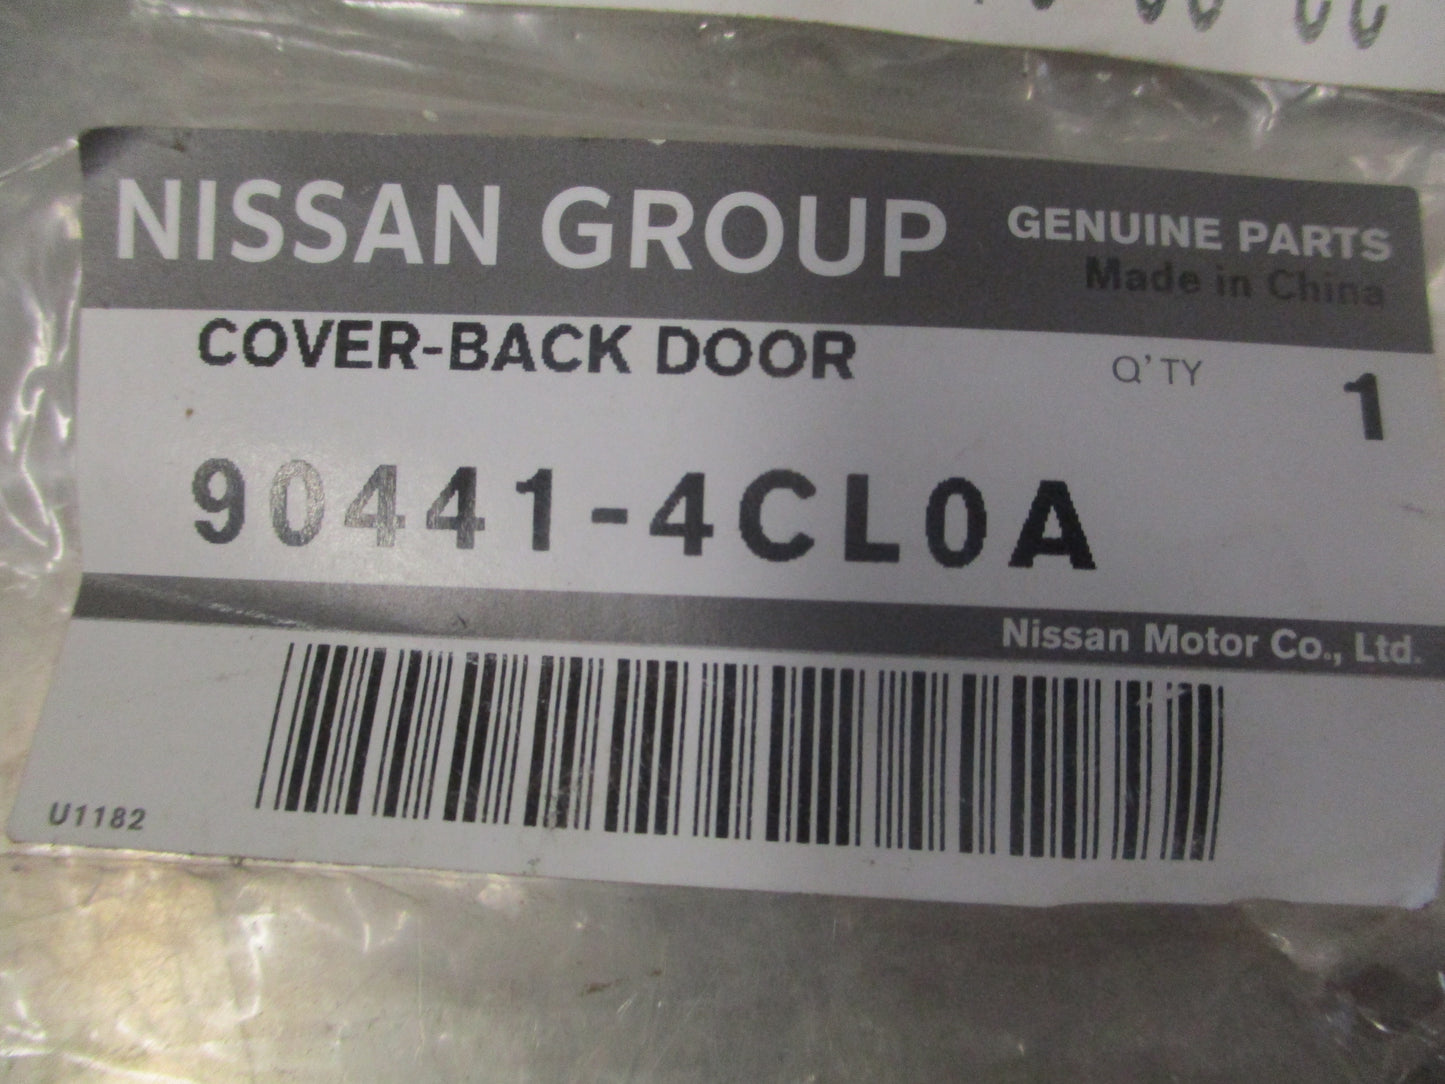 NISSAN GROUP GENUINE PARTS
Made in China
COVER-BACK DOOR Q'TY 1
90441-4CL0A
Nissan Motor Co., Ltd.
U1182